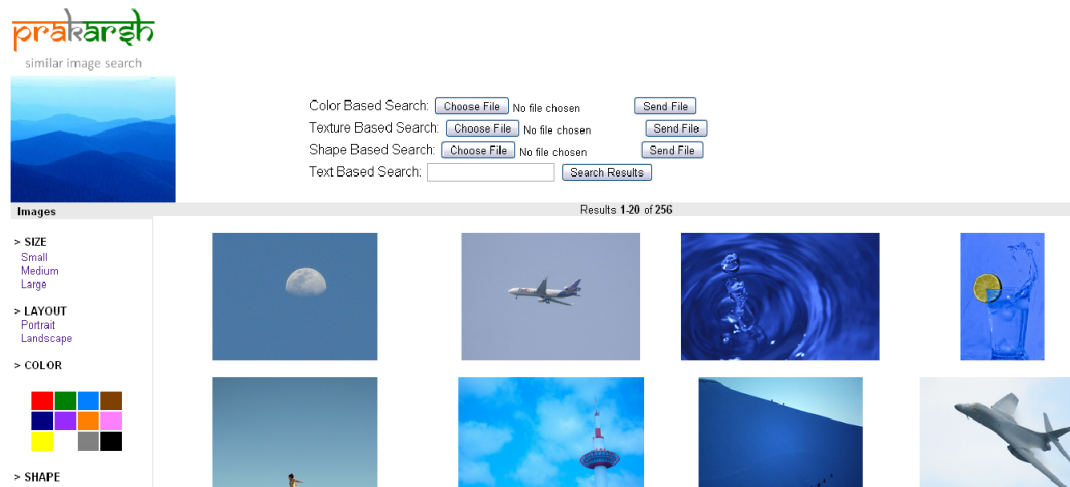 prakarsh
similar image search
Color Based Search: Choose File No file chosen Send File
Texture Based Search: Choose File No file chosen Send File
Shape Based Search: Choose File No file chosen Send File
Text Based Search: Search Results
Images
Results 1-20 of 256
> SIZE
Small
Medium
Large
> LAYOUT
Portrait
Landscape
> COLOR
> SHAPE